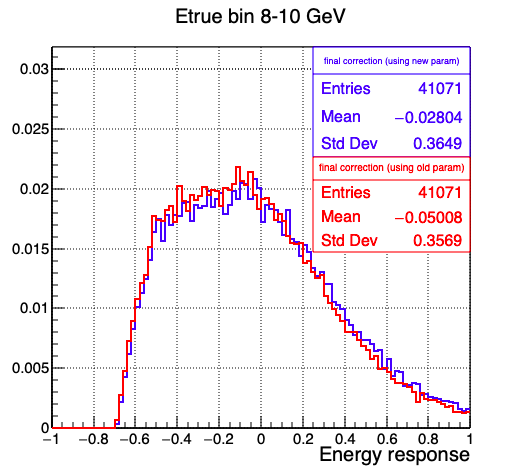 Etrue bin 8-10 GeV
final correction (using new param)
Entries 41071
Mean −0.02804
Std Dev 0.3649
final correction (using old param)
Entries 41071
Mean −0.05008
Std Dev 0.3569
0.03
0.025
0.02
0.015
0.01
0.005
0
−1 −0.8 −0.6 −0.4 −0.2 0 0.2 0.4 0.6 0.8 1
Energy response